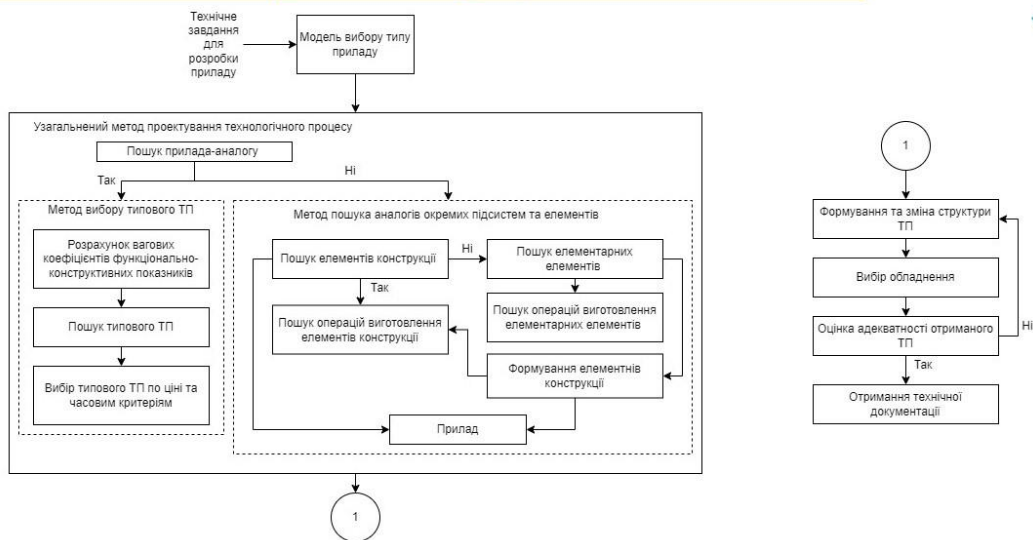 Технічне
завдання
для
розробки
приладу
Модель вибору типу
приладу
Узагальнений метод проектування технологічного процесу
Пошук прилада-аналогу
Так
Ні
Метод вибору типового ТП
Розрахунок вагових
коефіцієнтів функціонально-
конструктивних показників
Пошук типового ТП
Вибір типового ТП по ціні та
часовим критеріям
Метод пошука аналогів окремих підсистем та елементів
Пошук елементів конструкції
Ні
Пошук елементарних
елементів
Так
Пошук операцій виготовлення
елементів конструкції
Пошук операцій виготовлення
елементарних елементів
Формування елементнів
конструкції
Прилад
1
1
Формування та зміна структури
ТП
Вибір обладнення
Оцінка адекватності отриманого
ТП
Ні
Так
Отримання технічної
документації